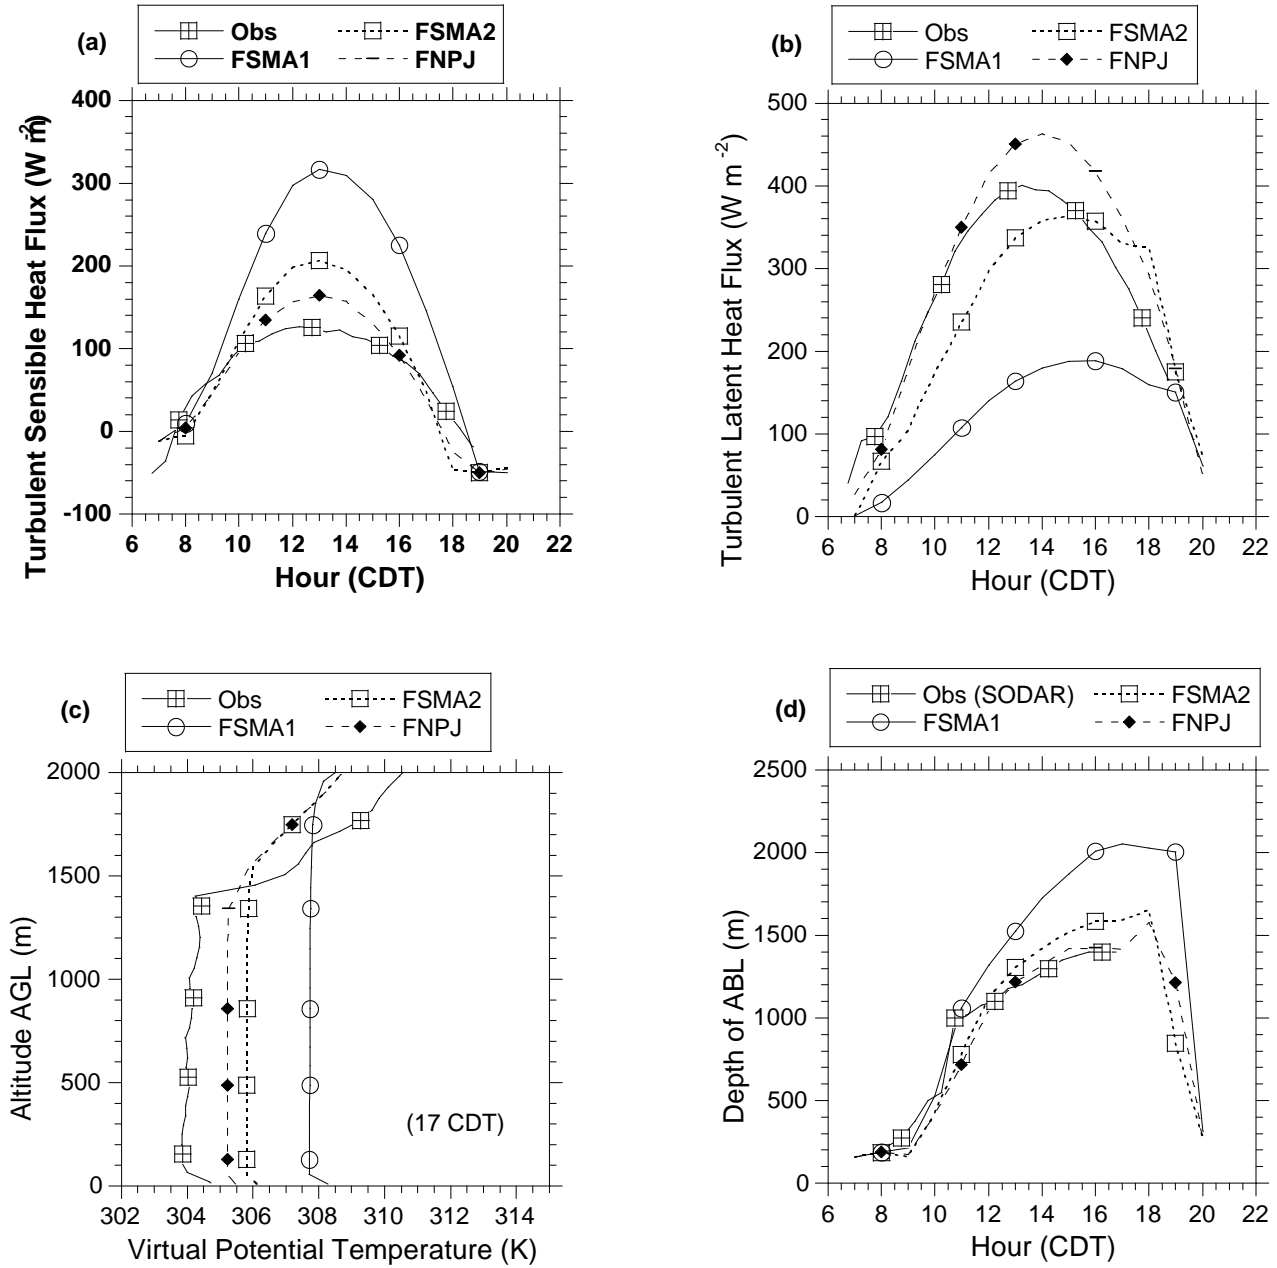 (a)
Obs
FSMA2
FSMA1
FNPJ
400
300
200
100
0
-100
6
8
10
12
14
16
18
20
22
Turbulent Sensible Heat Flux (W m-2)
Hour (CDT)
(b)
Obs
FSMA2
FSMA1
FNPJ
500
400
300
200
100
0
6
8
10
12
14
16
18
20
22
Turbulent Latent Heat Flux (W m-2)
Hour (CDT)
(c)
Obs
FSMA2
FSMA1
FNPJ
2000
1500
1000
500
0
302
304
306
308
310
312
314
(17 CDT)
Altitude AGL (m)
Virtual Potential Temperature (K)
(d)
Obs (SODAR)
FSMA2
FSMA1
FNPJ
2500
2000
1500
1000
500
0
6
8
10
12
14
16
18
20
22
Depth of ABL (m)
Hour (CDT)